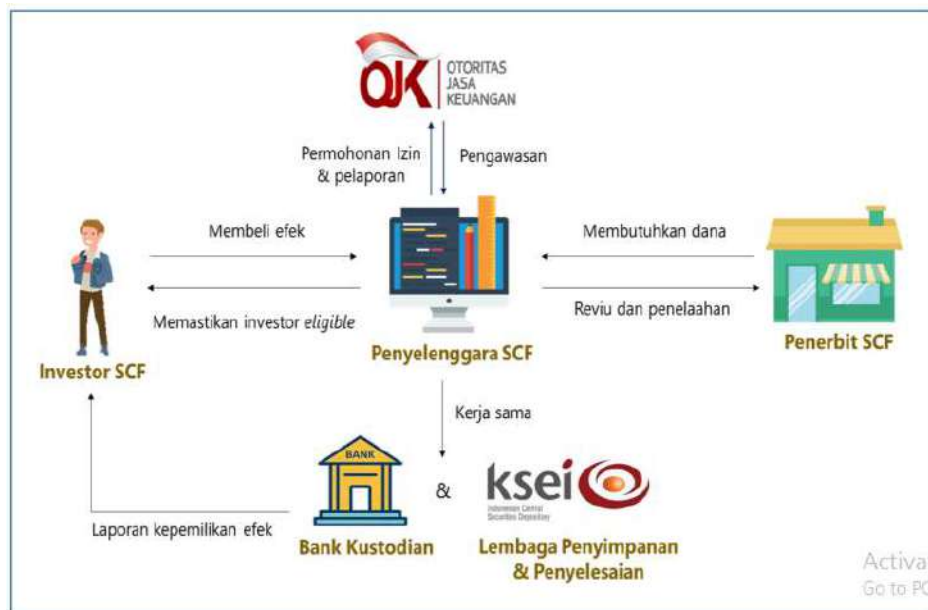 OJK
OTORITAS
JASA
KEUANGAN
Permohonan Izin
& pelaporan
Pengawasan
Membeli efek
Membutuhkan dana
Memastikan investor eligible
Reviu dan penelaahan
Investor SCF
Penyelenggara SCF
Penerbit SCF
Kerja sama
BANK
&
ksei
Indonesian Central
Securities Depository
Laporan kepemilikan efek
Bank Kustodian
Lembaga Penyimpanan
& Penyelesaian
Activa
Go to PC